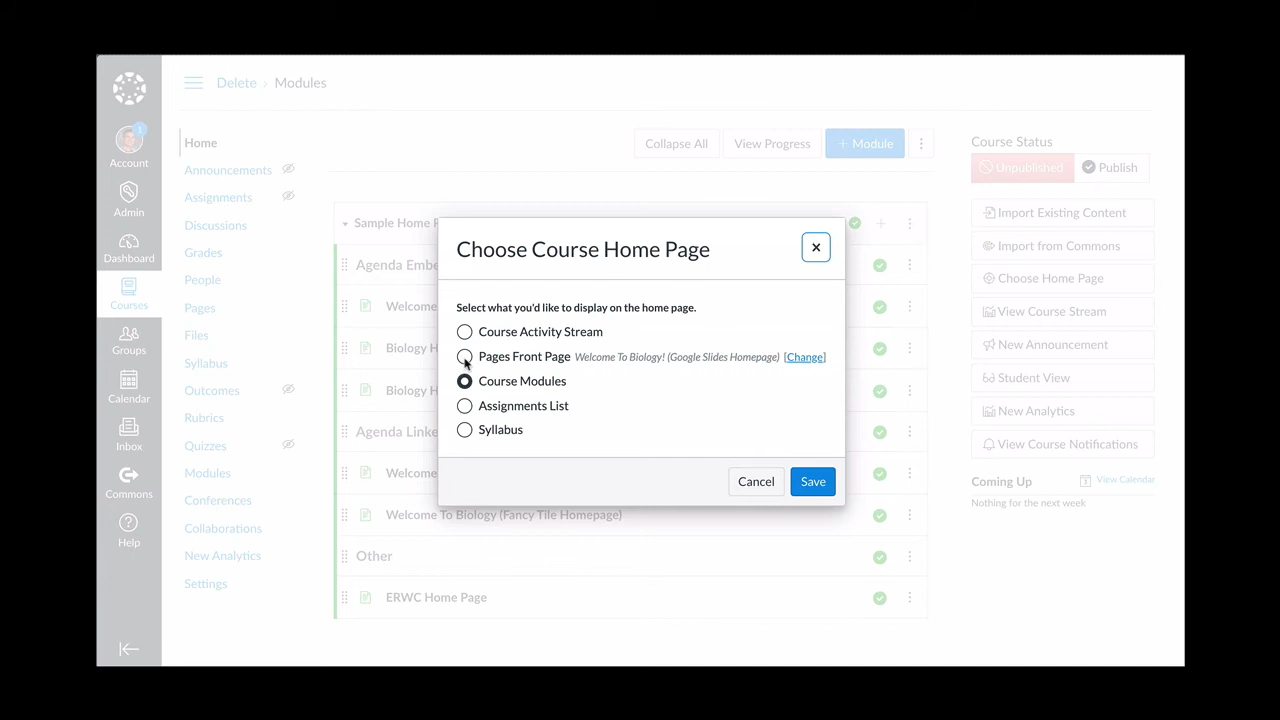 Delete > Modules
1
Account
Admin
Dashboard
Courses
Groups
Calendar
Inbox
Commons
Help
Home
Announcements
Assignments
Discussions
Grades
People
Pages
Files
Syllabus
Outcomes
Rubrics
Quizzes
Modules
Conferences
Collaborations
New Analytics
Settings
Collapse All
View Progress
+ Module
Sample Home P
Agenda Embe
Welcome
Biology H
Biology H
Agenda Linke
Welcome
Welcome To Biology (Fancy Tile Homepage)
Other
ERWC Home Page
Choose Course Home Page
Select what you'd like to display on the home page.
Course Activity Stream
Pages Front Page Welcome To Biology! (Google Slides Homepage) [Change]
Course Modules
Assignments List
Syllabus
Cancel
Save
Course Status
Unpublished
Publish
Import Existing Content
Import from Commons
Choose Home Page
View Course Stream
New Announcement
Student View
New Analytics
View Course Notifications
Coming Up
View Calendar
Nothing for the next week